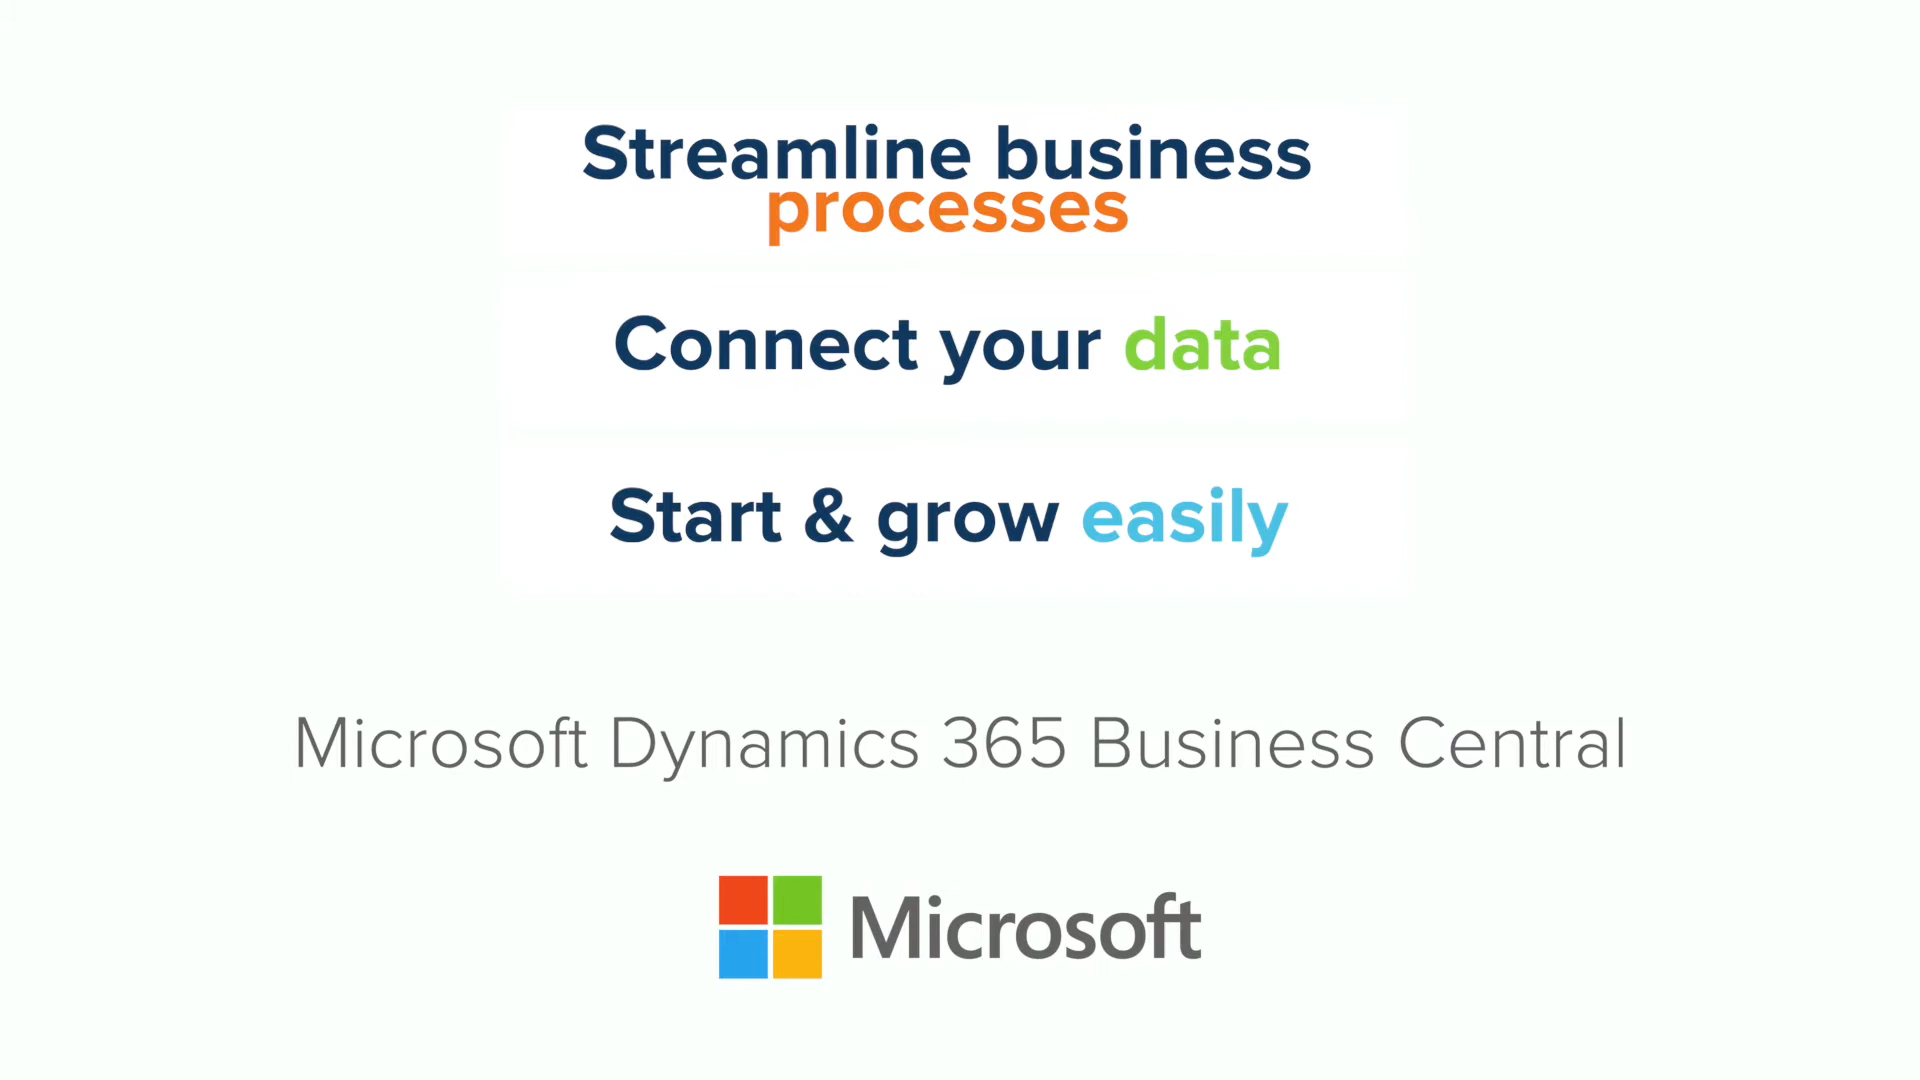 Streamline business
processes
Connect your data
Start & grow easily
Microsoft Dynamics 365 Business Central
Microsoft